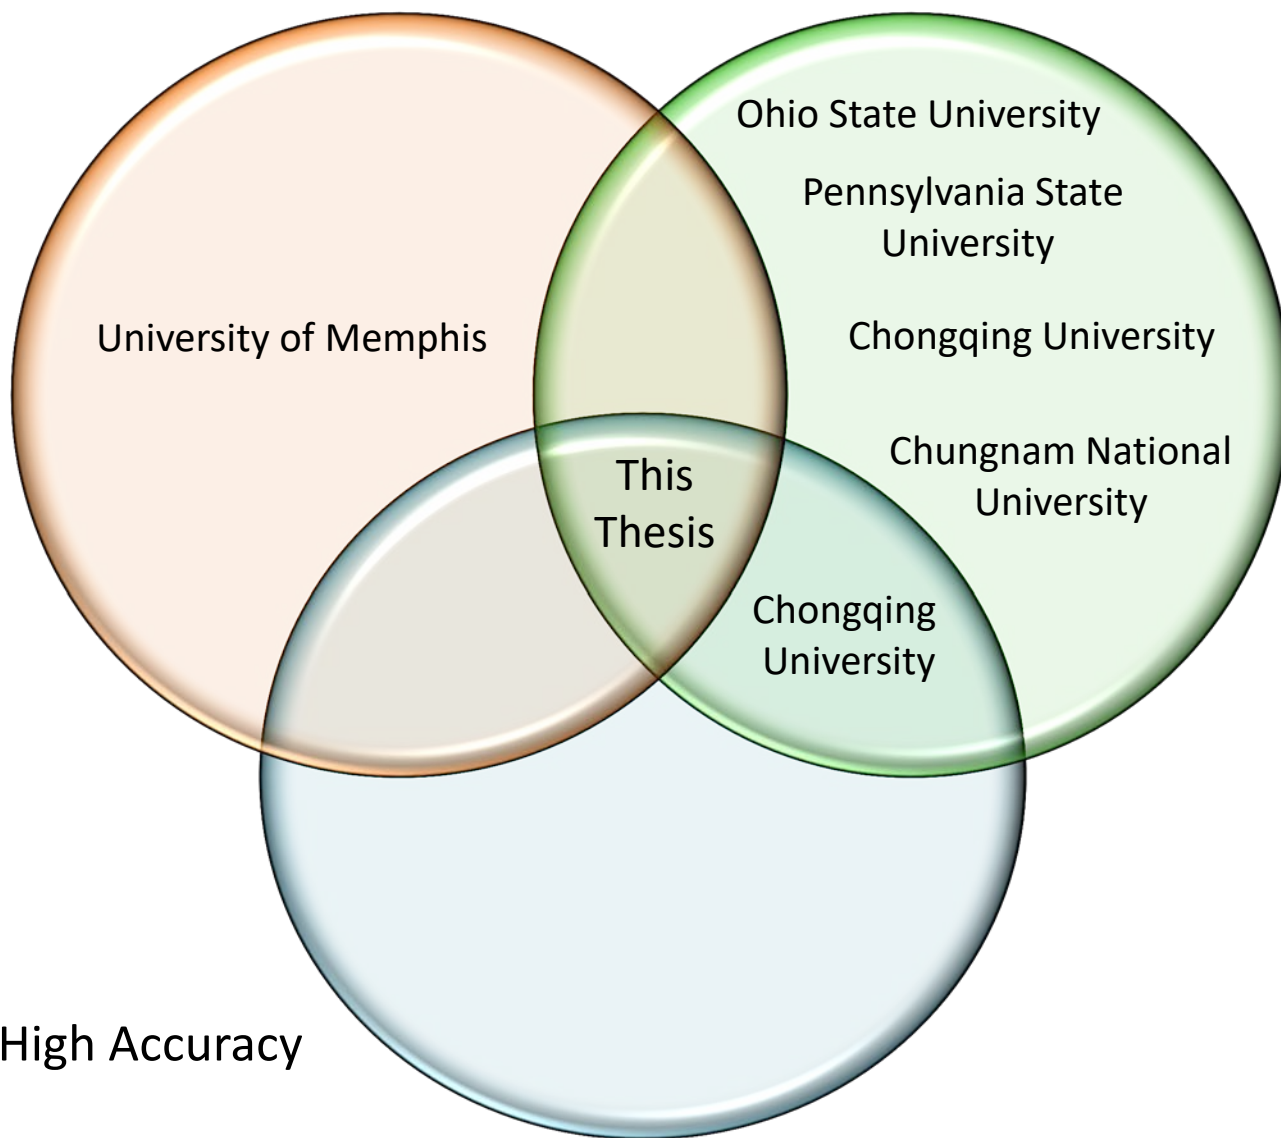 Ohio State University
Pennsylvania State
University
University of Memphis
Chongqing University
Chungnam National
University
This
Thesis
Chongqing
University
High Accuracy